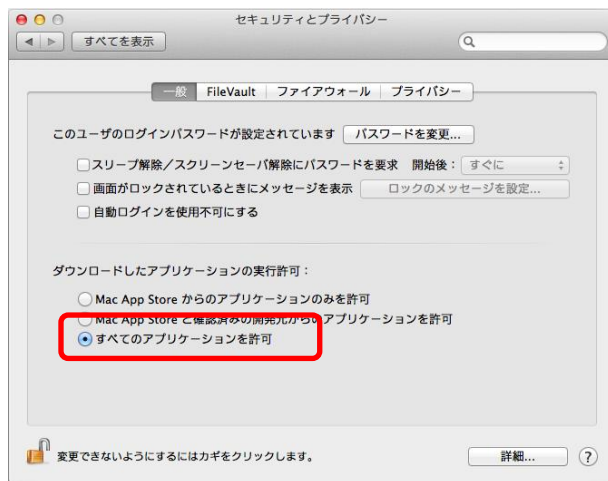 セキュリティとプライバシー
すべてを表示
一般 FileVault ファイアウォール プライバシー
このユーザのログインパスワードが設定されています パスワードを変更...
スリープ解除/スクリーンセーバ解除にパスワードを要求 開始後: すぐに
画面がロックされているときにメッセージを表示 ロックのメッセージを設定...
自動ログインを使用不可にする
ダウンロードしたアプリケーションの実行許可:
Mac App Store からのアプリケーションのみを許可
Mac App Store と確認済みの開発元からのアプリケーションを許可
すべてのアプリケーションを許可
変更できないようにするにはカギをクリックします。 詳細... ?